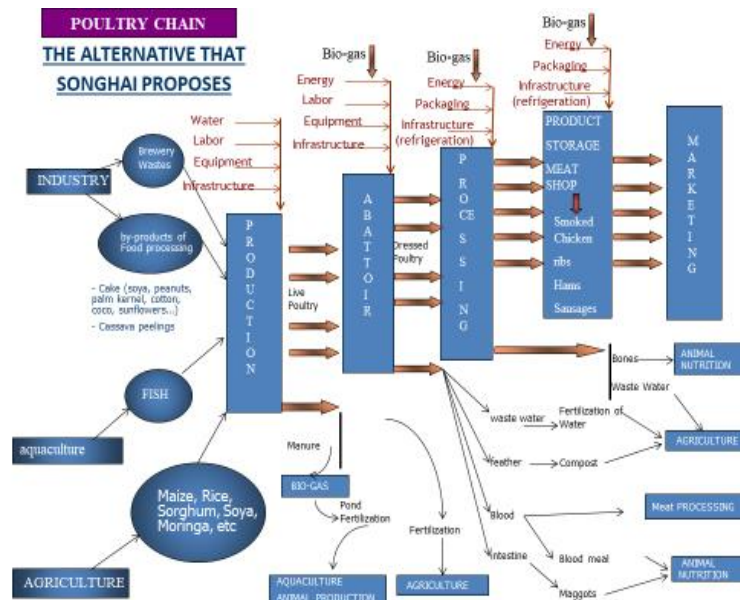 POULTRY CHAIN
THE ALTERNATIVE THAT
SONGHAI PROPOSES
Bio-gas
Energy
Labor
Equipment
Infrastructure
Bio-gas
Energy
Packaging
Infrastructure
(refrigeration)
Bio-gas
Energy
Packaging
Infrastructure
(refrigeration)
Water
Labor
Equipment
Infrastructure
INDUSTRY
Brewery
Wastes
by-products of
Food processing
- Cake (soya, peanuts,
palm kernel, cotton,
coco, sunflowers...)
- Cassava peelings
FISH
aquaculture
Maize, Rice,
Sorghum, Soya,
Moringa, etc
AGRICULTURE
PRODUCTION
Live
Poultry
ABATTOIR
Dressed
Poultry
PROCESSING
PRODUCT
STORAGE
MEAT
SHOP
Smoked
Chicken
ribs
Hams
Sausages
MARKETING
Manure
BIO-GAS
Pond
Fertilization
AQUACULTURE
ANIMAL PRODUCTION
Fertilization
AGRICULTURE
Bones
ANIMAL
NUTRITION
Waste Water
waste water
Fertilization of
Water
AGRICULTURE
feather
Compost
Blood
Meat PROCESSING
Blood meal
intestine
Maggots
ANIMAL
NUTRITION